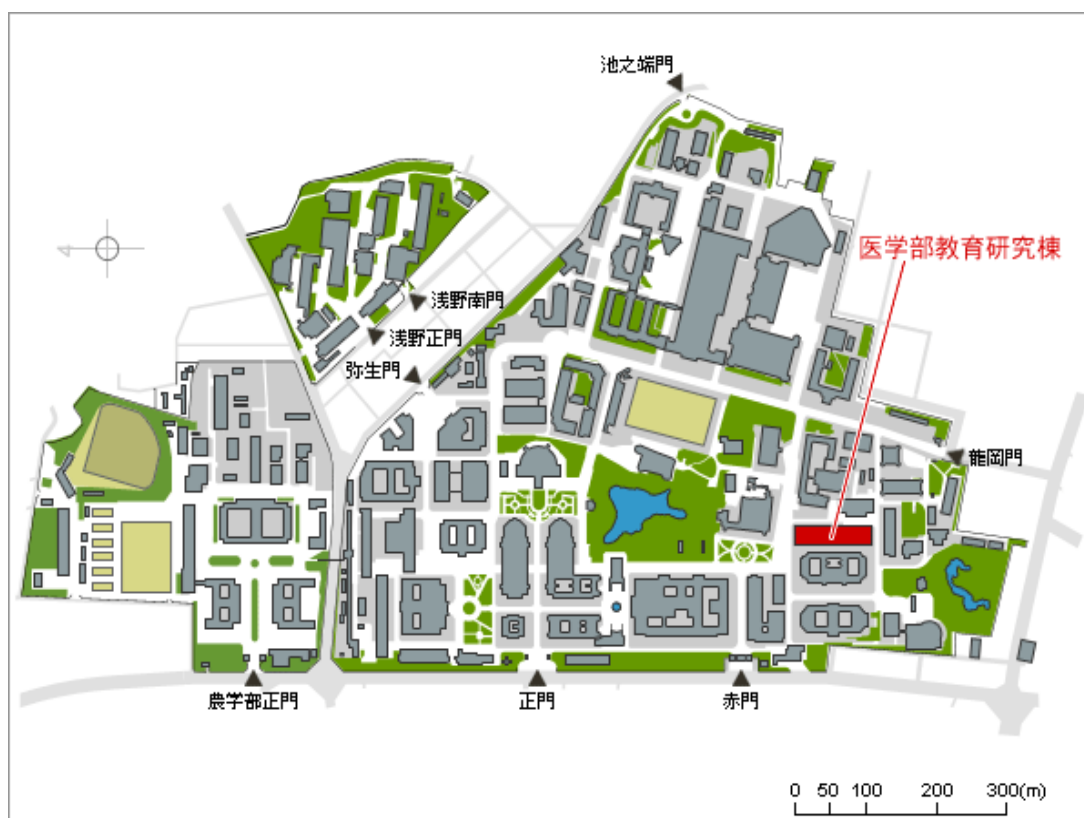 池之端門
医学部教育研究棟
浅野南門
浅野正門
弥生門
龍岡門
農学部正門
正門
赤門
0 50 100 200 300(m)